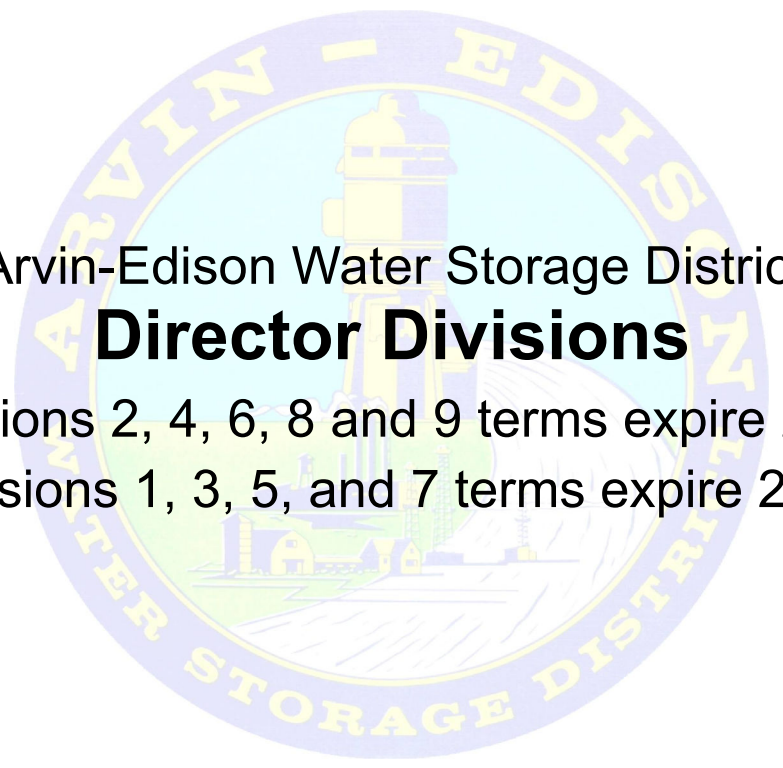 ARVIN - EDISON
Arvin-Edison Water Storage Distric
Director Divisions
ions 2, 4, 6, 8 and 9 terms expire
sions 1, 3, 5, and 7 terms expire 2
WATER STORAGE DISTRICT